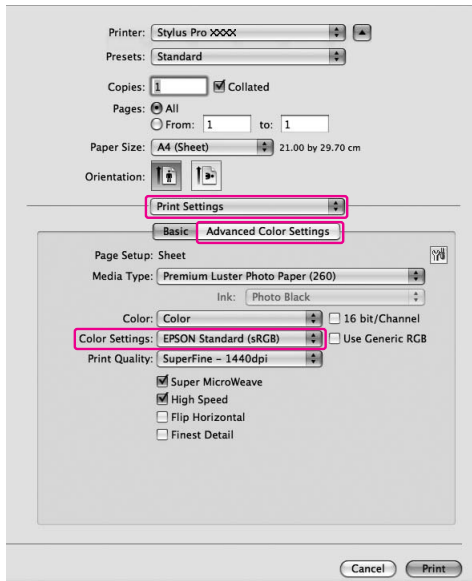 Printer: Stylus Pro XXXX
Presets: Standard
Copies: 1 Collated
Pages: All
From: 1 to: 1
Paper Size: A4 (Sheet) 21.00 by 29.70 cm
Orientation:
Print Settings
Basic Advanced Color Settings
Page Setup: Sheet
Media Type: Premium Luster Photo Paper (260)
Ink: Photo Black
Color: Color 16 bit/Channel
Color Settings: EPSON Standard (sRGB) Use Generic RGB
Print Quality: SuperFine - 1440dpi
Super MicroWeave
High Speed
Flip Horizontal
Finest Detail
Cancel Print